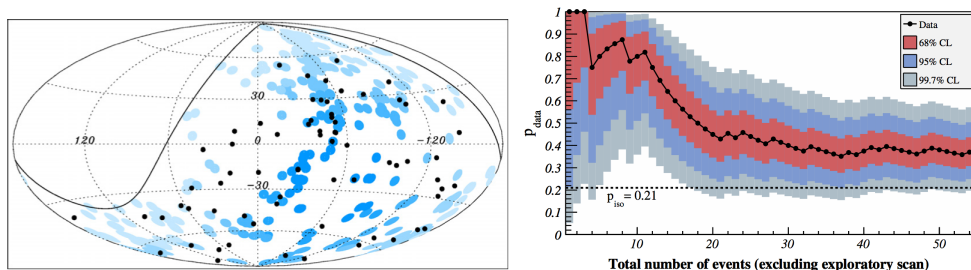 30
120
0
-120
-30
1
0.9
0.8
0.7
0.6
0.5
0.4
0.3
0.2
0.1
0
p_data
Data
68% CL
95% CL
99.7% CL
p_iso = 0.21
10 20 30 40 50
Total number of events (excluding exploratory scan)